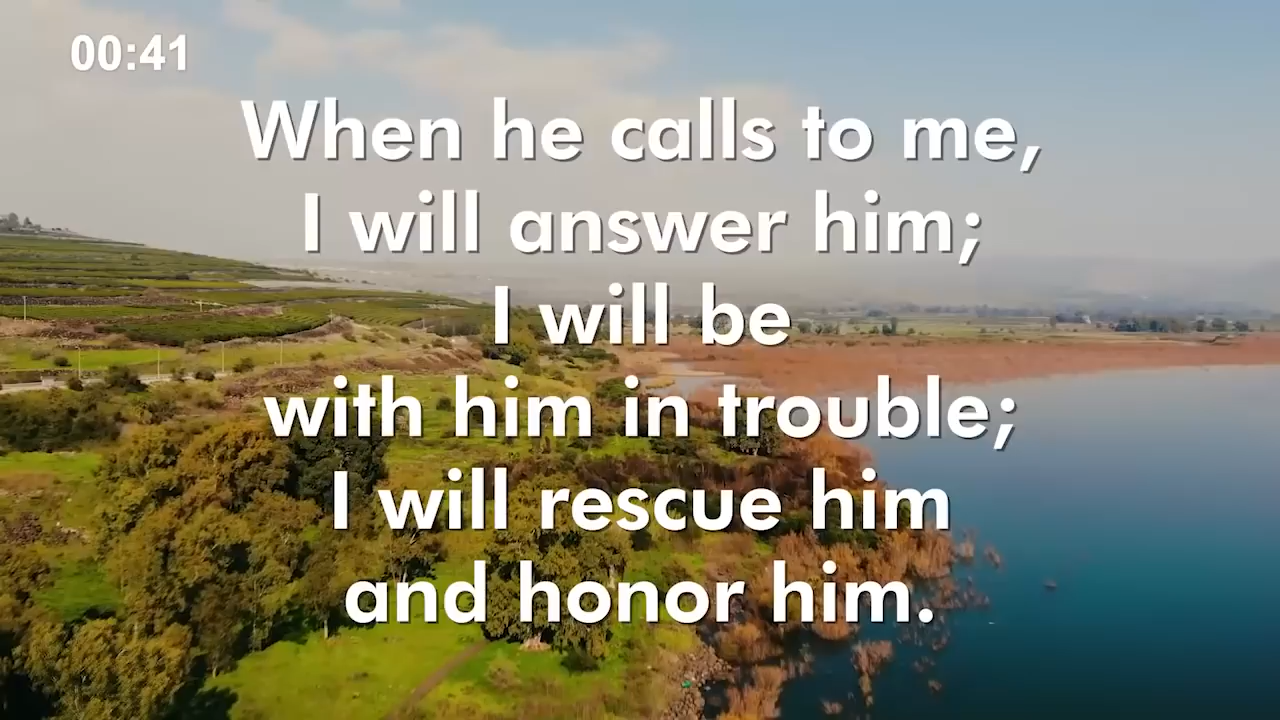 00:41
When he calls to me,
I will answer him;
I will be
with him in trouble;
I will rescue him
and honor him.